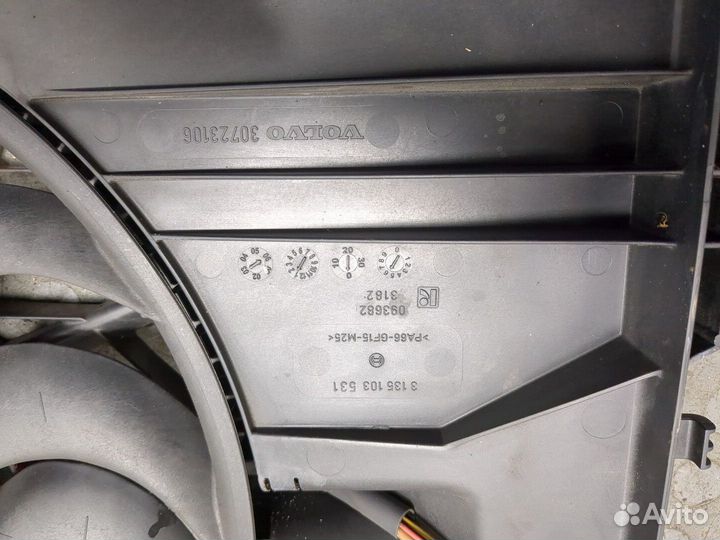 VOLVO 30723106
3182
093682
>PA66-GF15-M25<
3 135 103 531
Avito